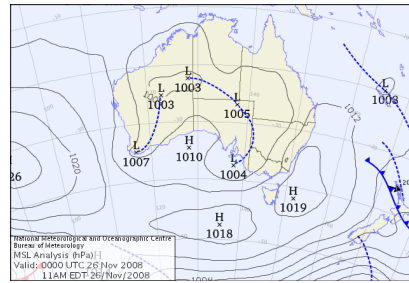 L
1003
L
1003
L
1005
L
1003
1012
H
1010
L
1007
L
1004
1020
26
H
1019
H
1018
National Meteorological and Oceanographic Centre
Bureau of Meteorology
MSL Analysis (hPa)
Valid: 0000 UTC 26 Nov 2008
11AM EDT 26/Nov/2008